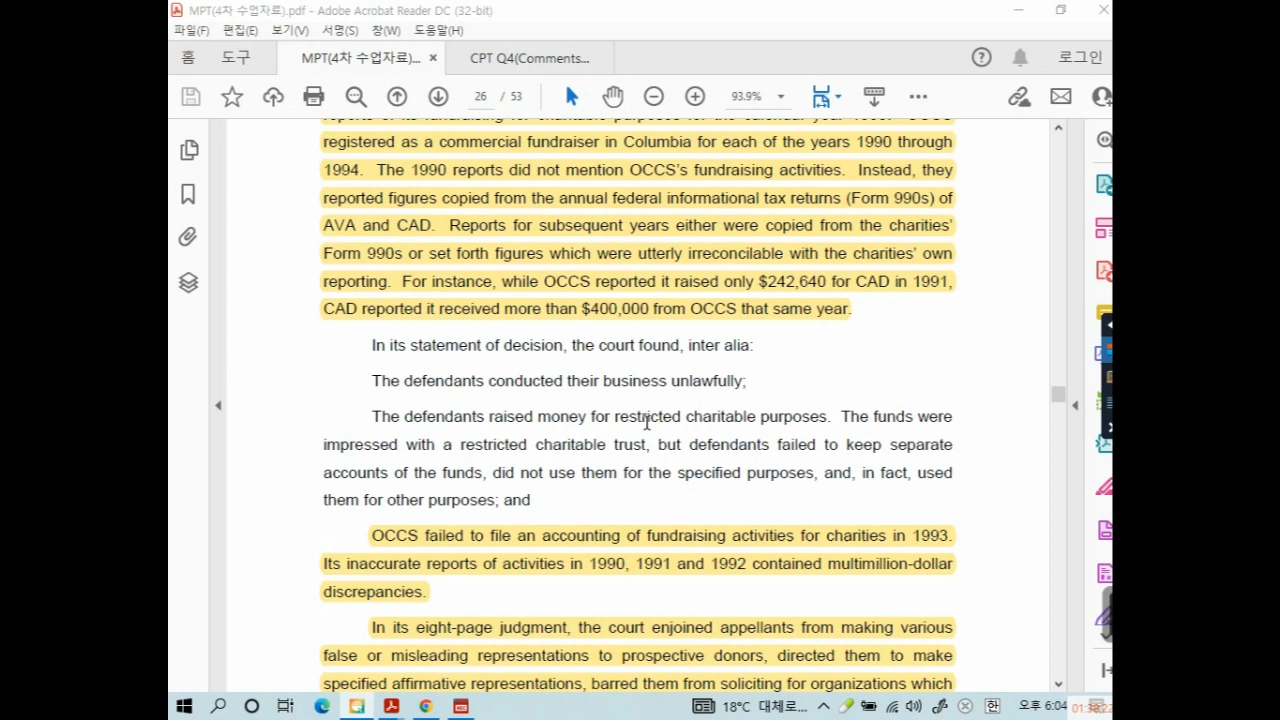 MPT(4차 수업자료).pdf - Adobe Acrobat Reader DC (32-bit)
파일(F) 편집(E) 보기(V) 서명(S) 창(W) 도움말(H)
홈 도구 MPT(4차 수업자료)... × CPT Q4(Comments... 로그인
26 / 53 93.9%
registered as a commercial fundraiser in Columbia for each of the years 1990 through
1994. The 1990 reports did not mention OCCS's fundraising activities. Instead, they
reported figures copied from the annual federal informational tax returns (Form 990s) of
AVA and CAD. Reports for subsequent years either were copied from the charities'
Form 990s or set forth figures which were utterly irreconcilable with the charities' own
reporting. For instance, while OCCS reported it raised only $242,640 for CAD in 1991,
CAD reported it received more than $400,000 from OCCS that same year.
In its statement of decision, the court found, inter alia:
The defendants conducted their business unlawfully;
The defendants raised money for restricted charitable purposes. The funds were
impressed with a restricted charitable trust, but defendants failed to keep separate
accounts of the funds, did not use them for the specified purposes, and, in fact, used
them for other purposes; and
OCCS failed to file an accounting of fundraising activities for charities in 1993.
Its inaccurate reports of activities in 1990, 1991 and 1992 contained multimillion-dollar
discrepancies.
In its eight-page judgment, the court enjoined appellants from making various
false or misleading representations to prospective donors, directed them to make
specified affirmative representations, barred them from soliciting for organizations which
18°C 대체로... 한 오후 6:04